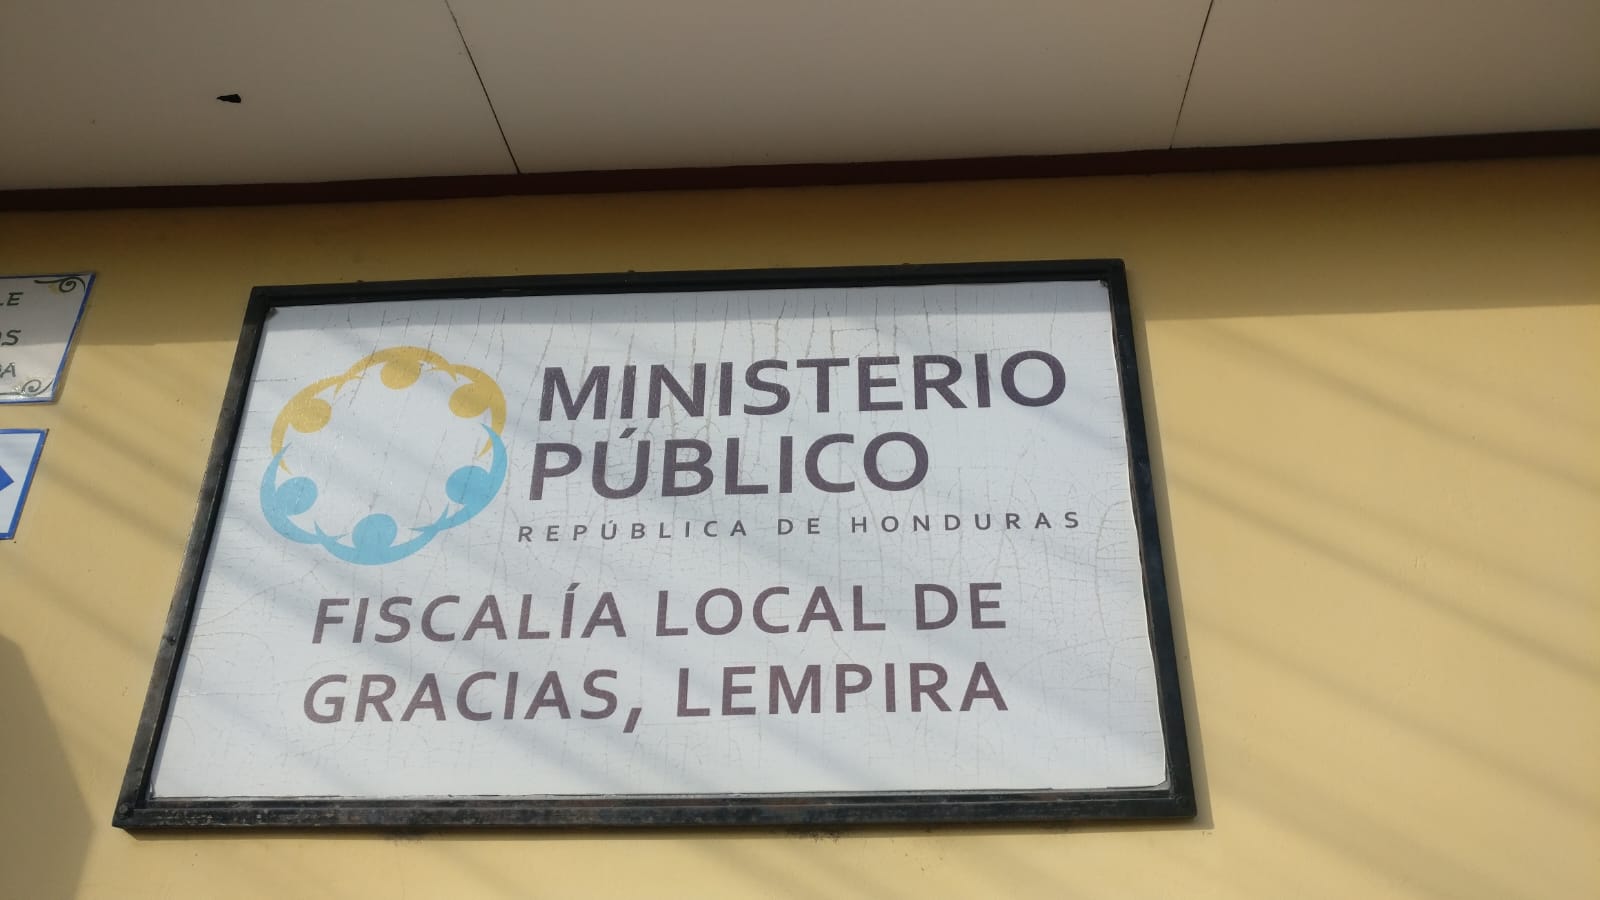 MINISTERIO
PÚBLICO
REPÚBLICA DE HONDURAS
FISCALÍA LOCAL DE
GRACIAS, LEMPIRA